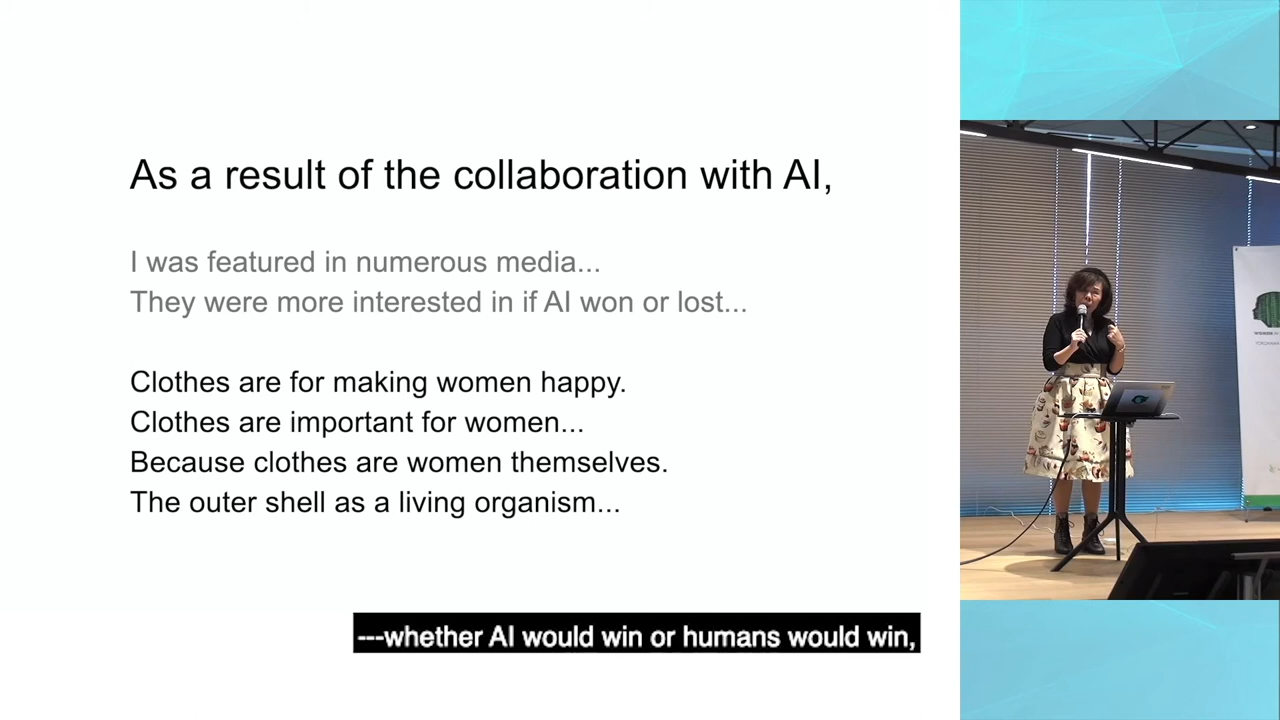 As a result of the collaboration with AI,
I was featured in numerous media...
They were more interested in if AI won or lost...
Clothes are for making women happy.
Clothes are important for women...
Because clothes are women themselves.
The outer shell as a living organism...
---whether AI would win or humans would win,